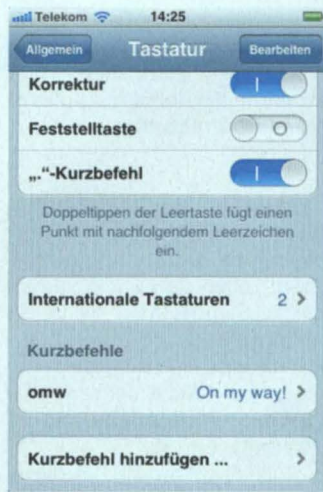 Telekom 14:25
Allgemein Tastatur Bearbeiten
Korrektur
Feststelltaste
„.“-Kurzbefehl
Doppeltippen der Leertaste fügt einen
Punkt mit nachfolgendem Leerzeichen
ein.
Internationale Tastaturen 2
Kurzbefehle
omw On my way!
Kurzbefehl hinzufügen ...